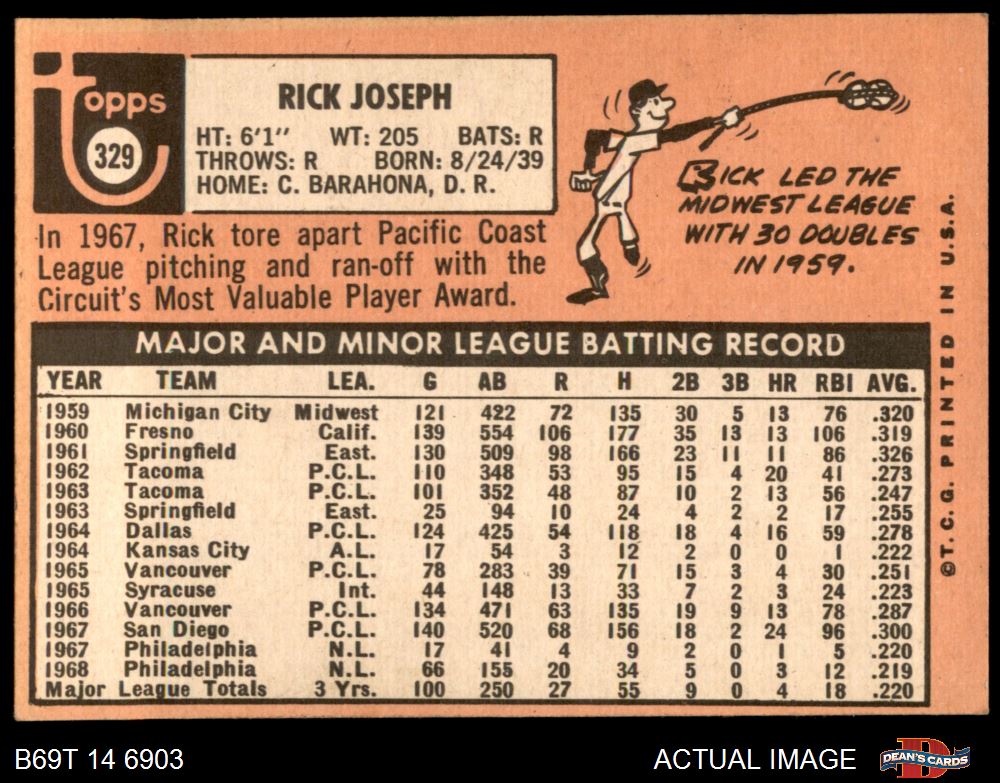 topps
329
RICK JOSEPH
HT: 6'1" WT: 205 BATS: R
THROWS: R BORN: 8/24/39
HOME: C. BARAHONA, D. R.
RICK LED THE
MIDWEST LEAGUE
WITH 30 DOUBLES
IN 1959.
In 1967, Rick tore apart Pacific Coast
League pitching and ran-off with the
Circuit's Most Valuable Player Award.
MAJOR AND MINOR LEAGUE BATTING RECORD
YEAR TEAM LEA. G AB R H 2B 3B HR RBI AVG.
1959 Michigan City Midwest 121 422 72 135 30 5 13 76 .320
1960 Fresno Calif. 139 554 106 177 35 13 13 106 .319
1961 Springfield East. 130 509 98 166 23 11 11 86 .326
1962 Tacoma P.C.L. 110 348 53 95 15 4 20 41 .273
1963 Tacoma P.C.L. 101 352 48 87 10 2 13 56 .247
1963 Springfield East. 25 94 10 24 4 2 2 17 .255
1964 Dallas P.C.L. 124 425 54 118 18 4 16 59 .278
1964 Kansas City A.L. 17 54 3 12 2 0 0 1 .222
1965 Vancouver P.C.L. 78 283 39 71 15 3 4 30 .251
1965 Syracuse Int. 44 148 13 33 7 2 3 24 .223
1966 Vancouver P.C.L. 134 471 63 135 19 9 13 78 .287
1967 San Diego P.C.L. 140 520 68 156 18 2 24 96 .300
1967 Philadelphia N.L. 17 41 4 9 2 0 1 5 .220
1968 Philadelphia N.L. 66 155 20 34 5 0 3 12 .219
Major League Totals 3 Yrs. 100 250 27 55 9 0 4 18 .220
©T. C. G. PRINTED IN U.S.A.
B69T 14 6903
ACTUAL IMAGE
D
DEAN'S CARDS